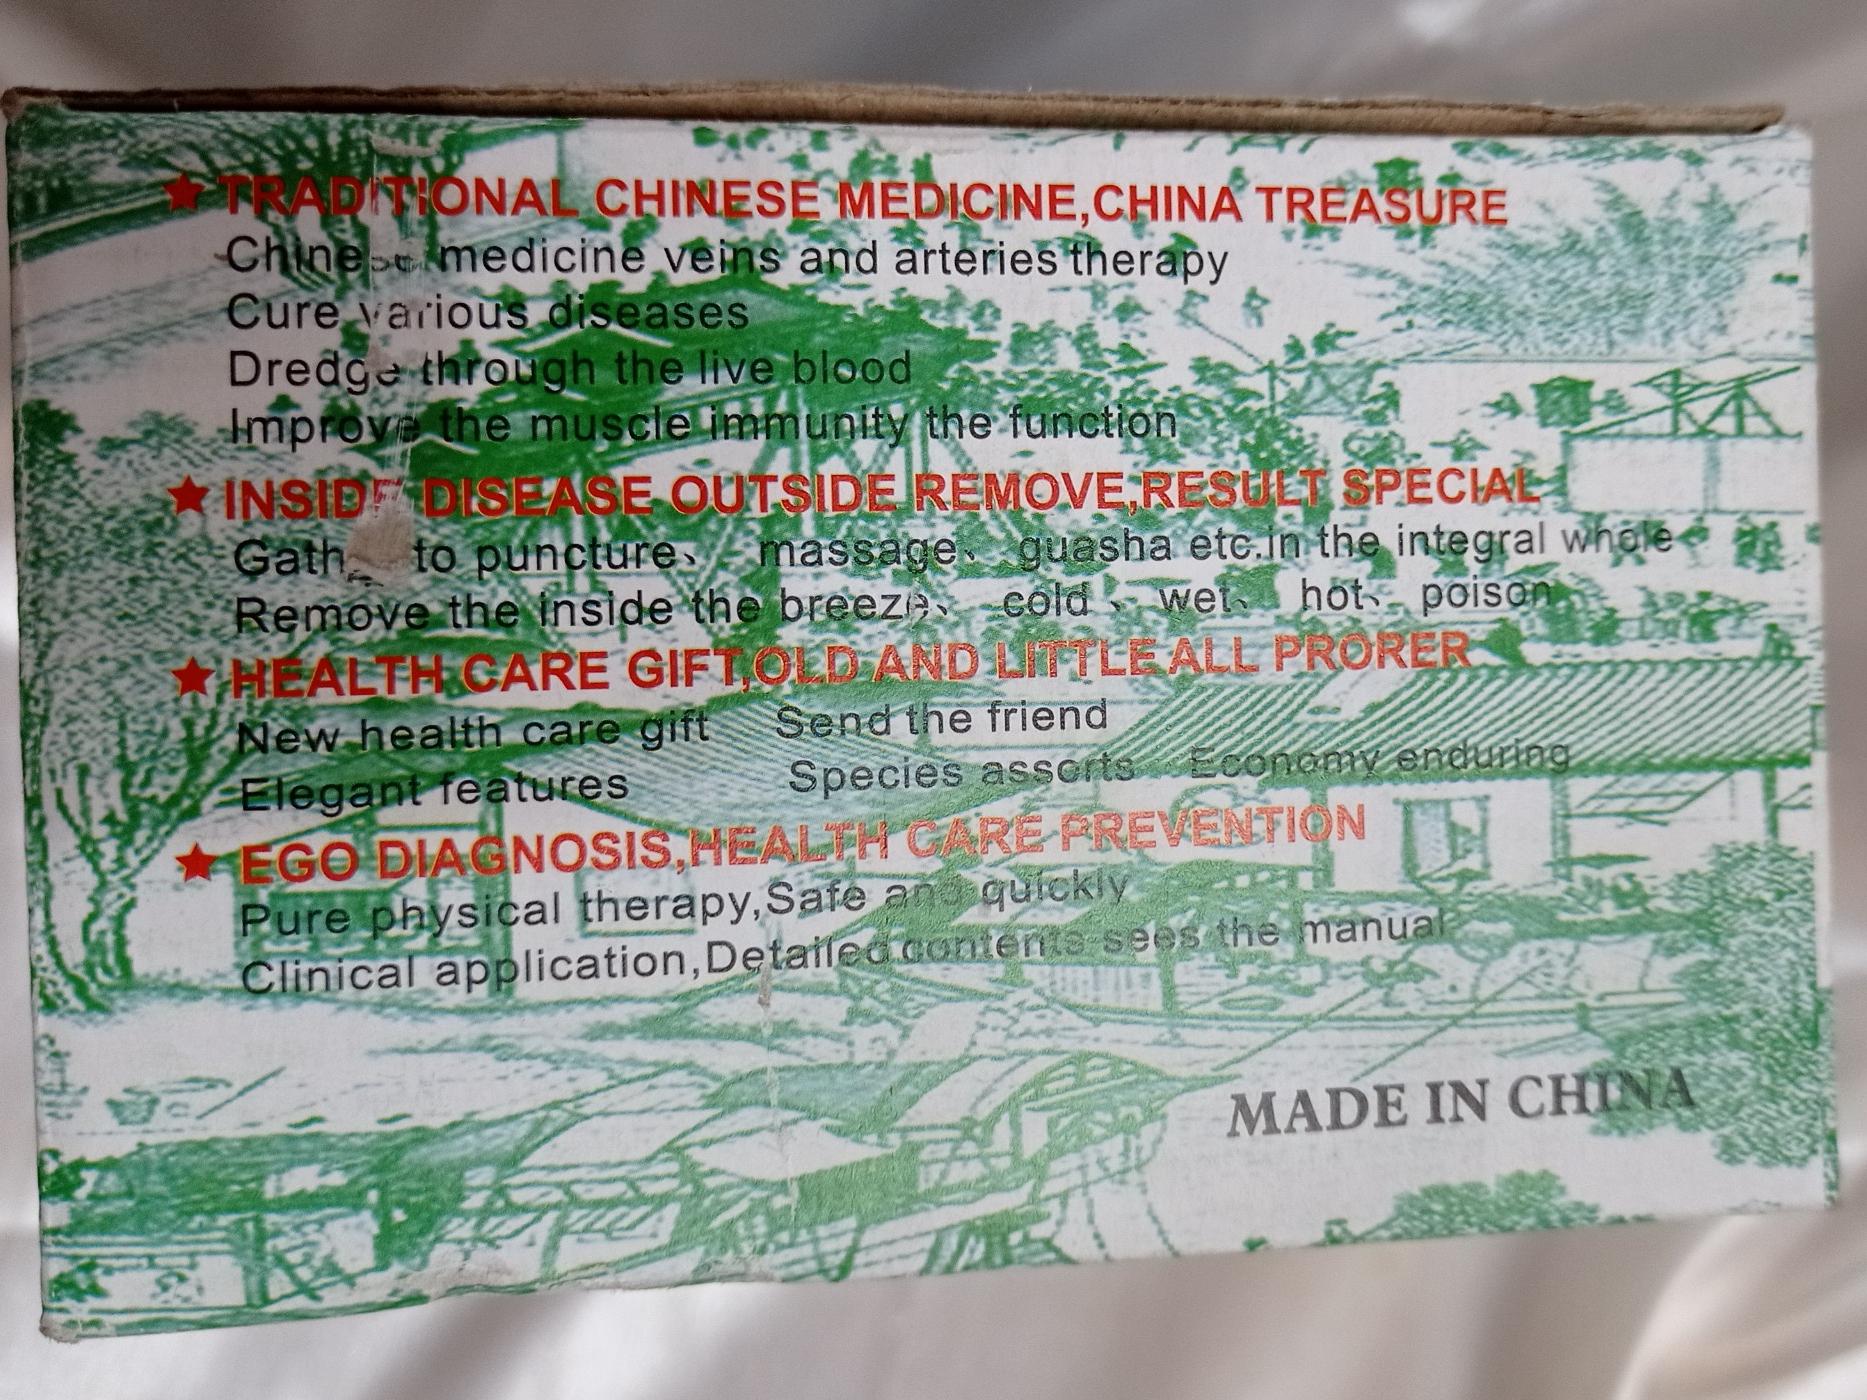 ★ TRADITIONAL CHINESE MEDICINE,CHINA TREASURE
Chinese medicine veins and arteries therapy
Cure various diseases
Dredge through the live blood
Improve the muscle immunity the function
★ INSIDE DISEASE OUTSIDE REMOVE,RESULT SPECIAL
to puncture、 massage、 guasha etc.in the integral whole
Remove the inside the breeze、 cold、 wet、 hot、 poison
★ HEALTH CARE GIFT,OLD AND LITTLE ALL PRORER
New health care gift Send the friend
Elegant features Species assorts Economy enduring
★ EGO DIAGNOSIS,HEALTH CARE PREVENTION
Pure physical therapy,Safe and quickly
Clinical application,Detailed contents sees the manual
MADE IN CHINA